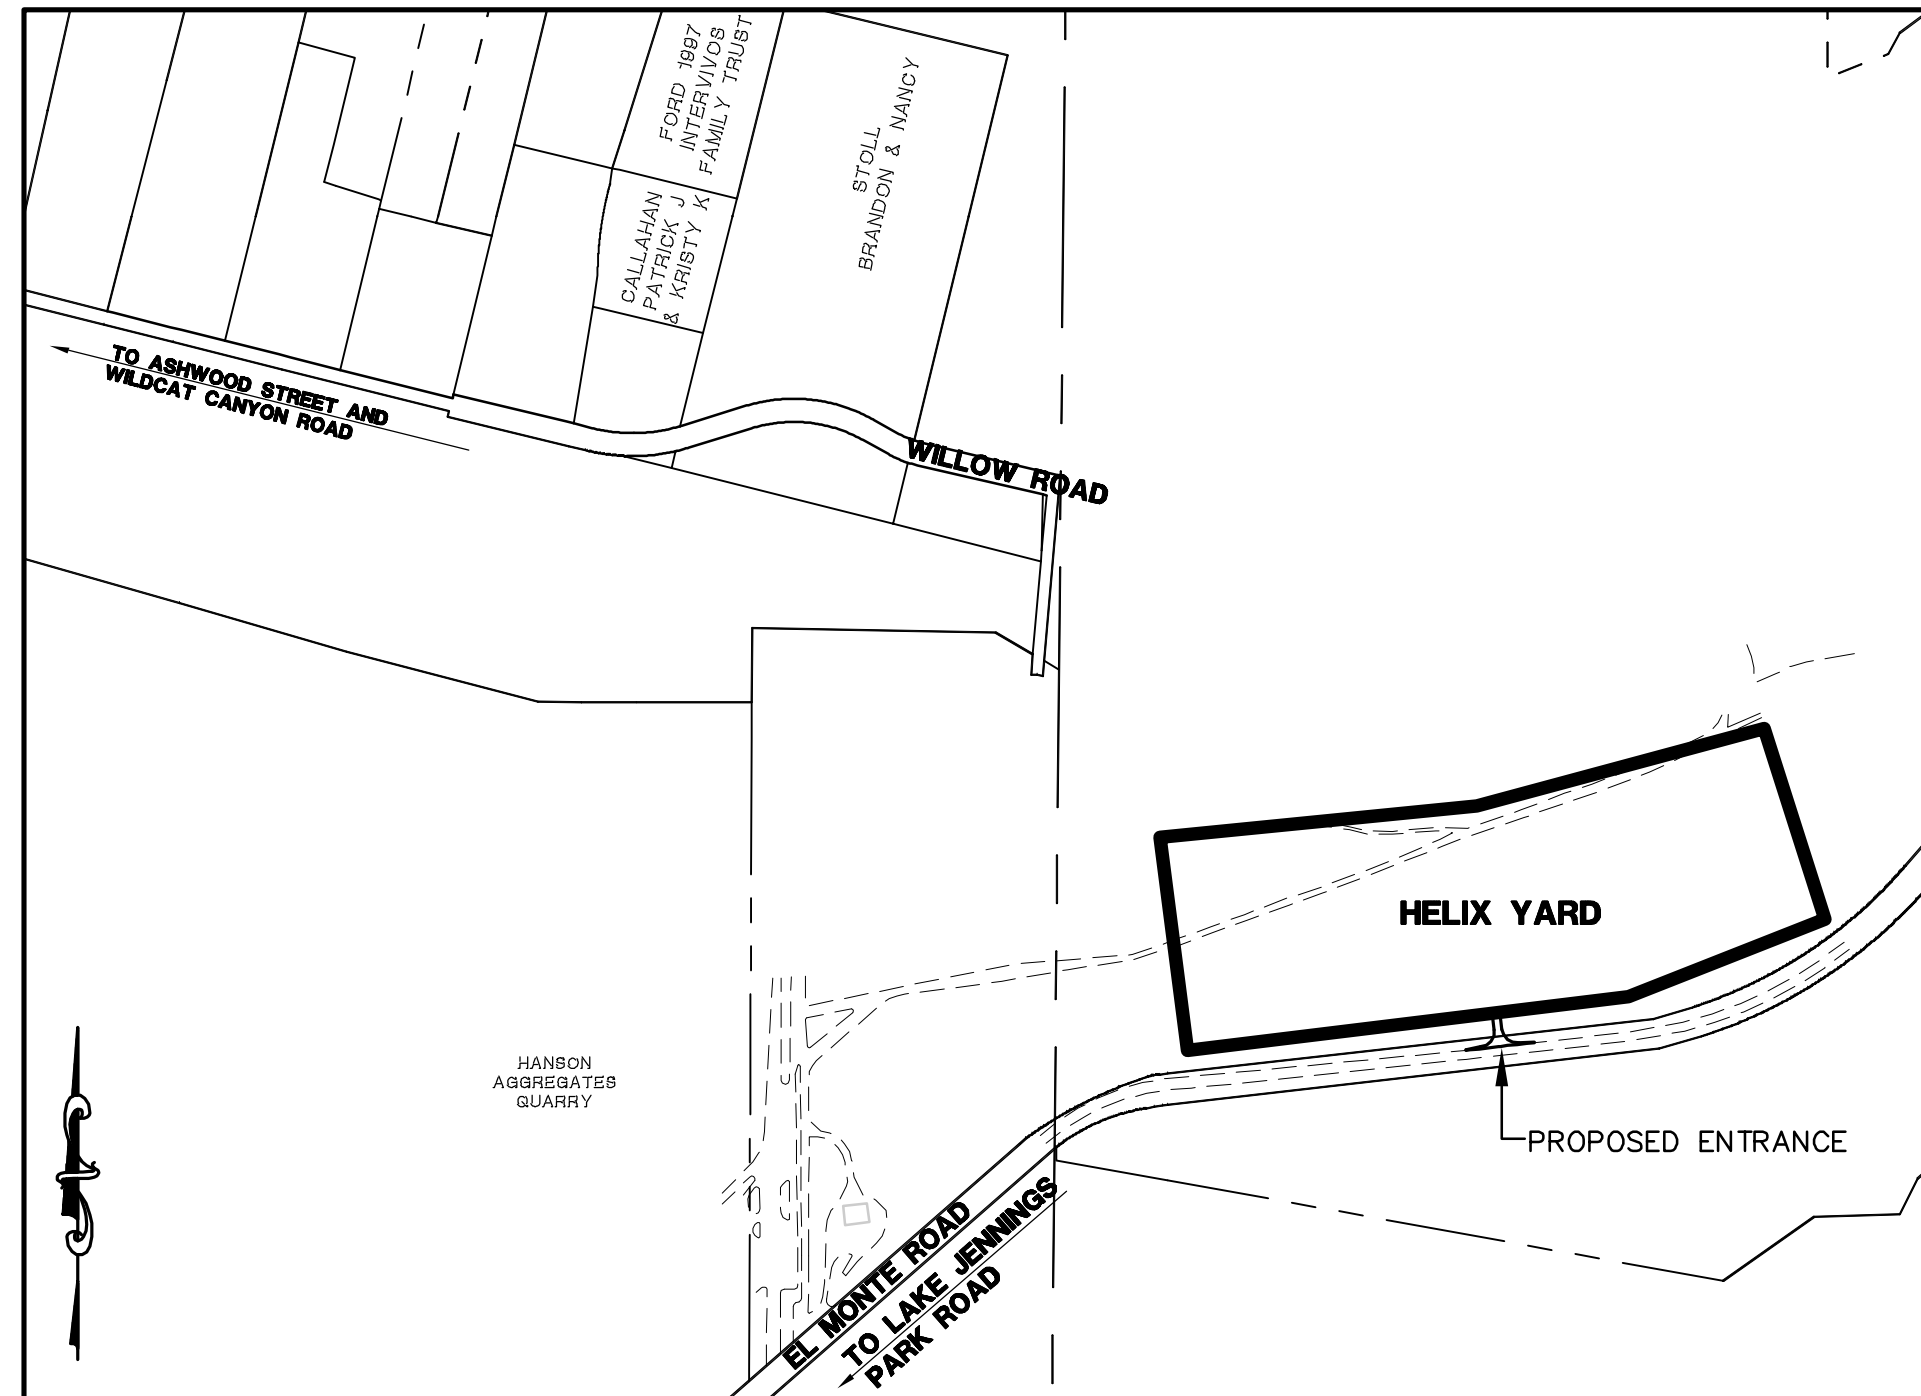 FORD 1997
INTERVIVOS
FAMILY TRUST
STOLL
BRANDON & NANCY
CALLAHAN
PATRICK J
& KRISTY K
TO ASHWOOD STREET AND
WILDCAT CANYON ROAD
WILLOW ROAD
HELIX YARD
HANSON
AGGREGATES
QUARRY
PROPOSED ENTRANCE
EL MONTE ROAD
TO LAKE JENNINGS
PARK ROAD